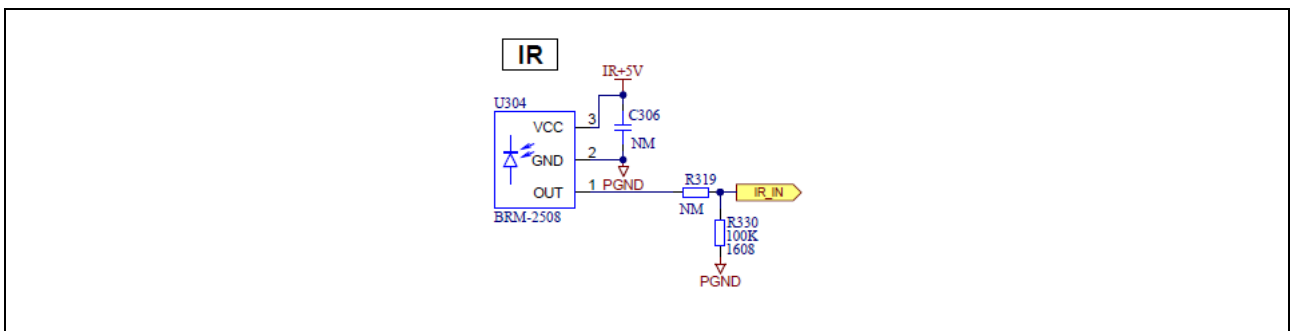 IR
IR+5V
U304
VCC
3
C306
NM
GND
2
OUT
1
PGND
R319
IR_IN
BRM-2508
NM
R330
100K
1608
PGND